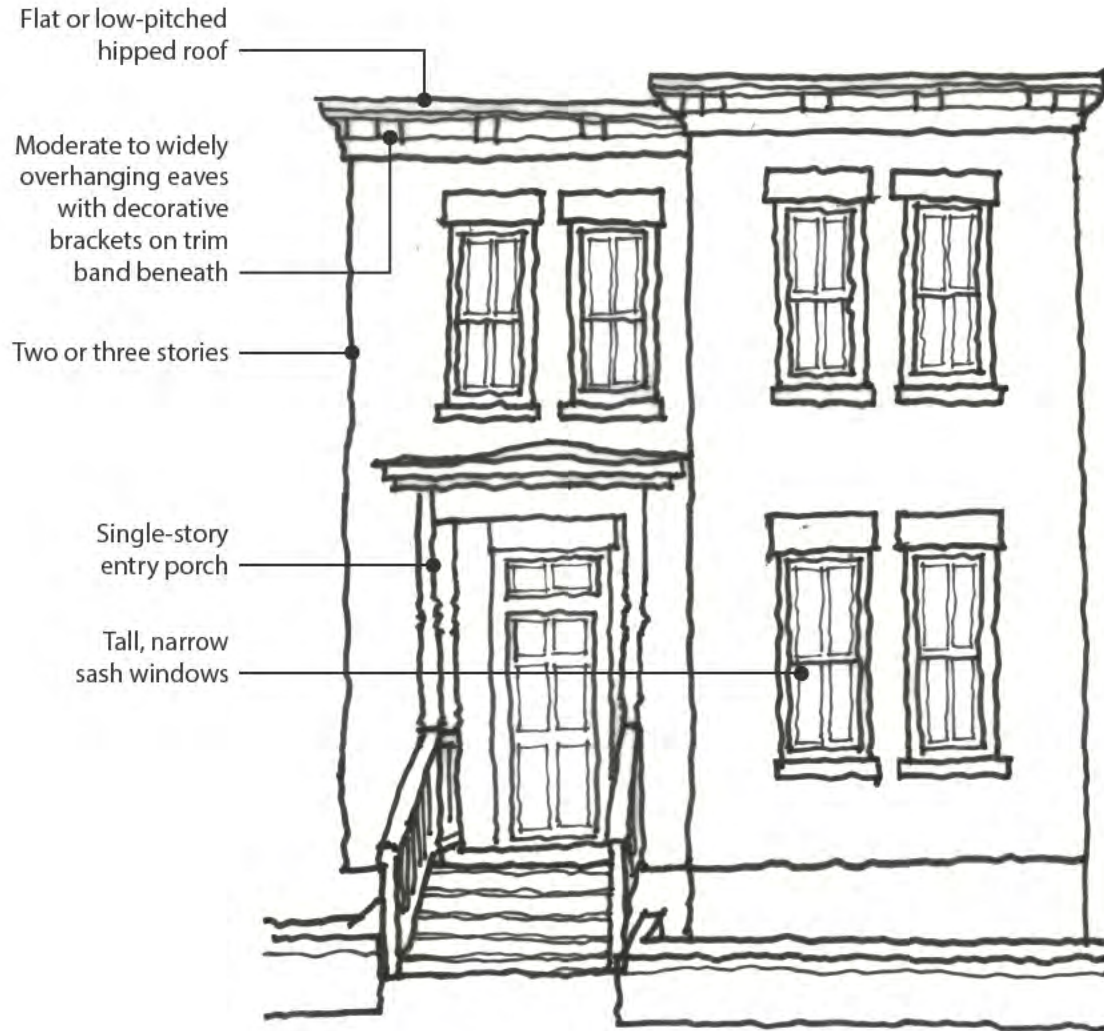 Flat or low-pitched
hipped roof
Moderate to widely
overhanging eaves
with decorative
brackets on trim
band beneath
Two or three stories
Single-story
entry porch
Tall, narrow
sash windows